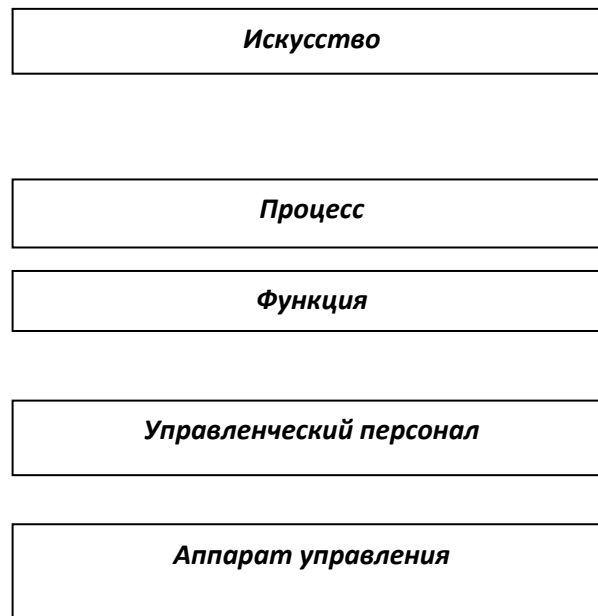 Искусство
Процесс
Функция
Управленческий персонал
Аппарат управления